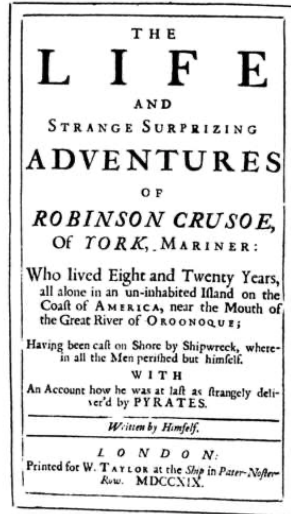 THE
LIFE
AND
STRANGE SURPRIZING
ADVENTURES
OF
ROBINSON CRUSOE,
Of YORK, MARINER:
Who lived Eight and Twenty Years,
all alone in an un-inhabited Iſland on the
Coaſt of AMERICA, near the Mouth of
the Great River of OROONOQUE;
Having been caſt on Shore by Shipwreck, where-
in all the Men periſhed but himſelf.
WITH
An Account how he was at laſt as ſtrangely deli-
ver'd by PYRATES.
Written by Himſelf.
LONDON:
Printed for W. TAYLOR at the Ship in Pater-Noſter-
Row. MDCCXIX.